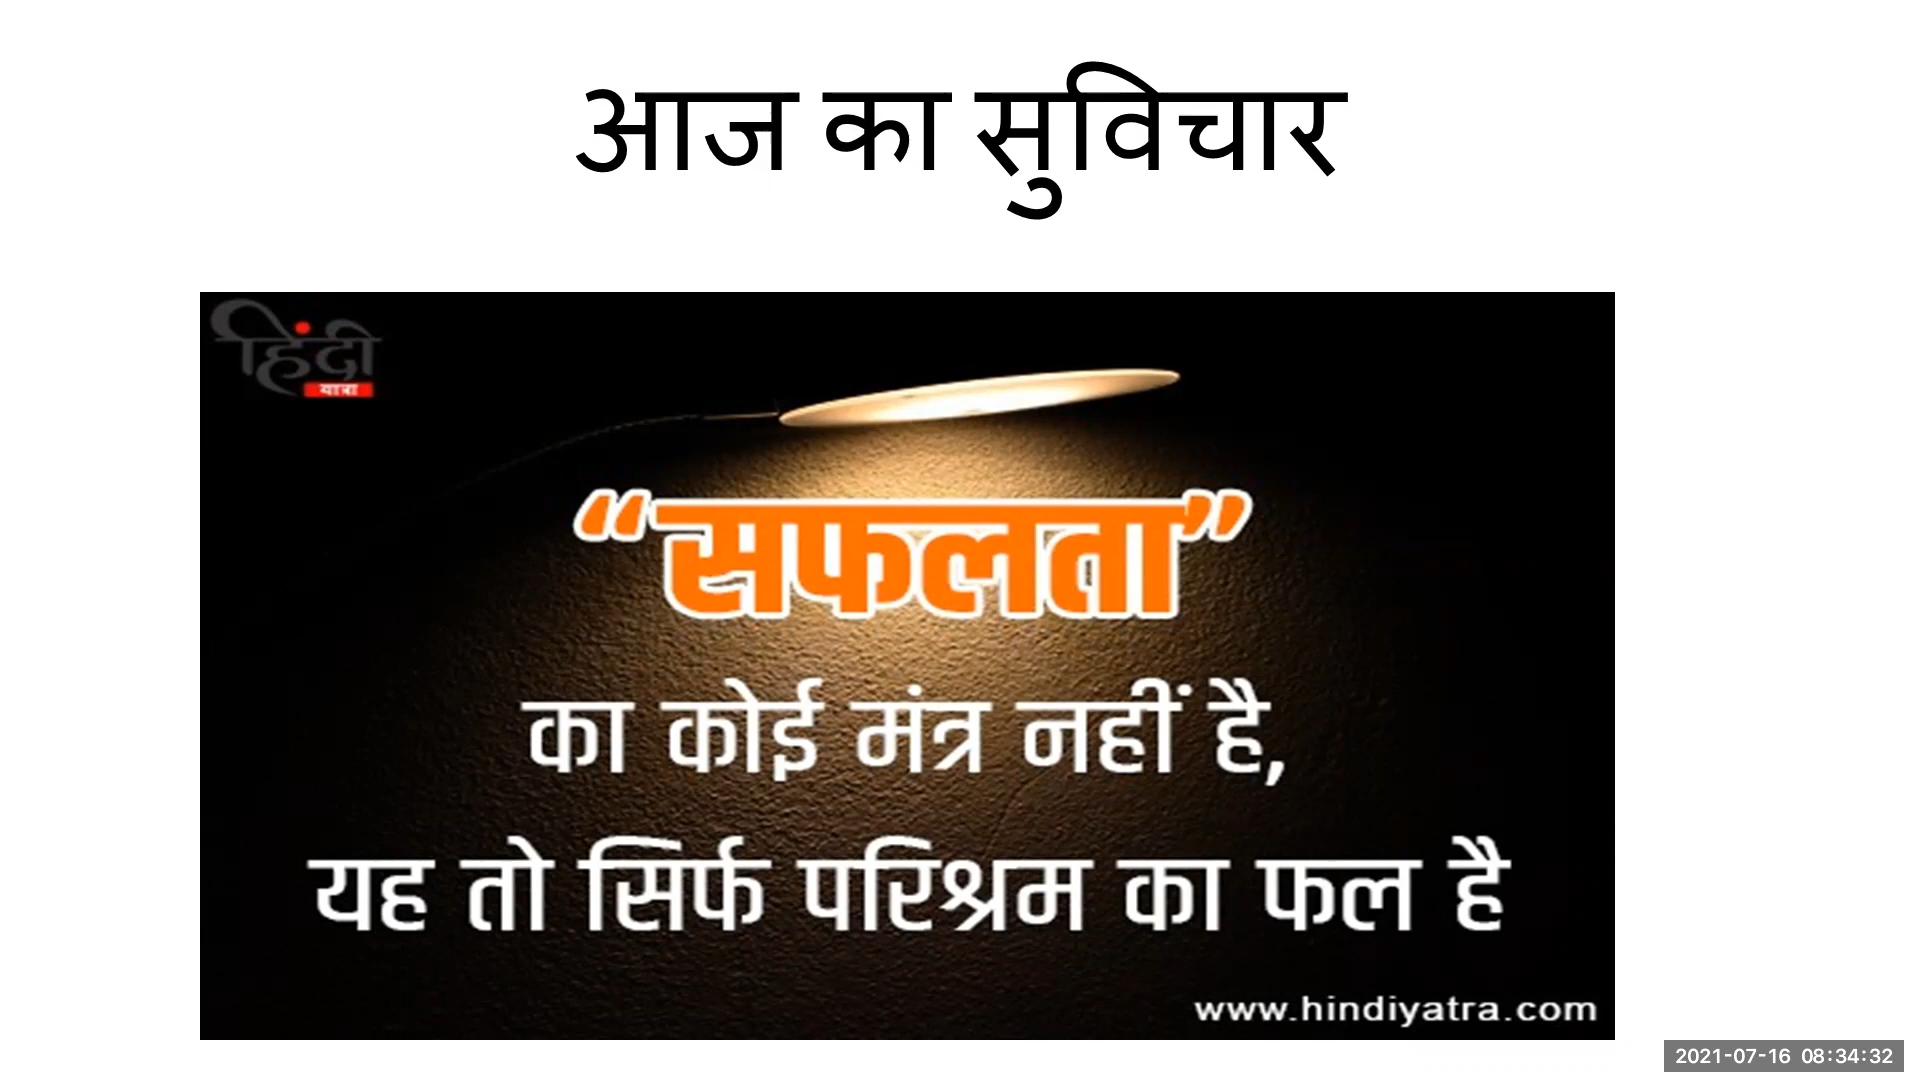 आज का सुविचार
हिंदी
यात्रा
“सफलता”
का कोई मंत्र नहीं है,
यह तो सिर्फ परिश्रम का फल है
www.hindiyatra.com
2021-07-16 08:34:32